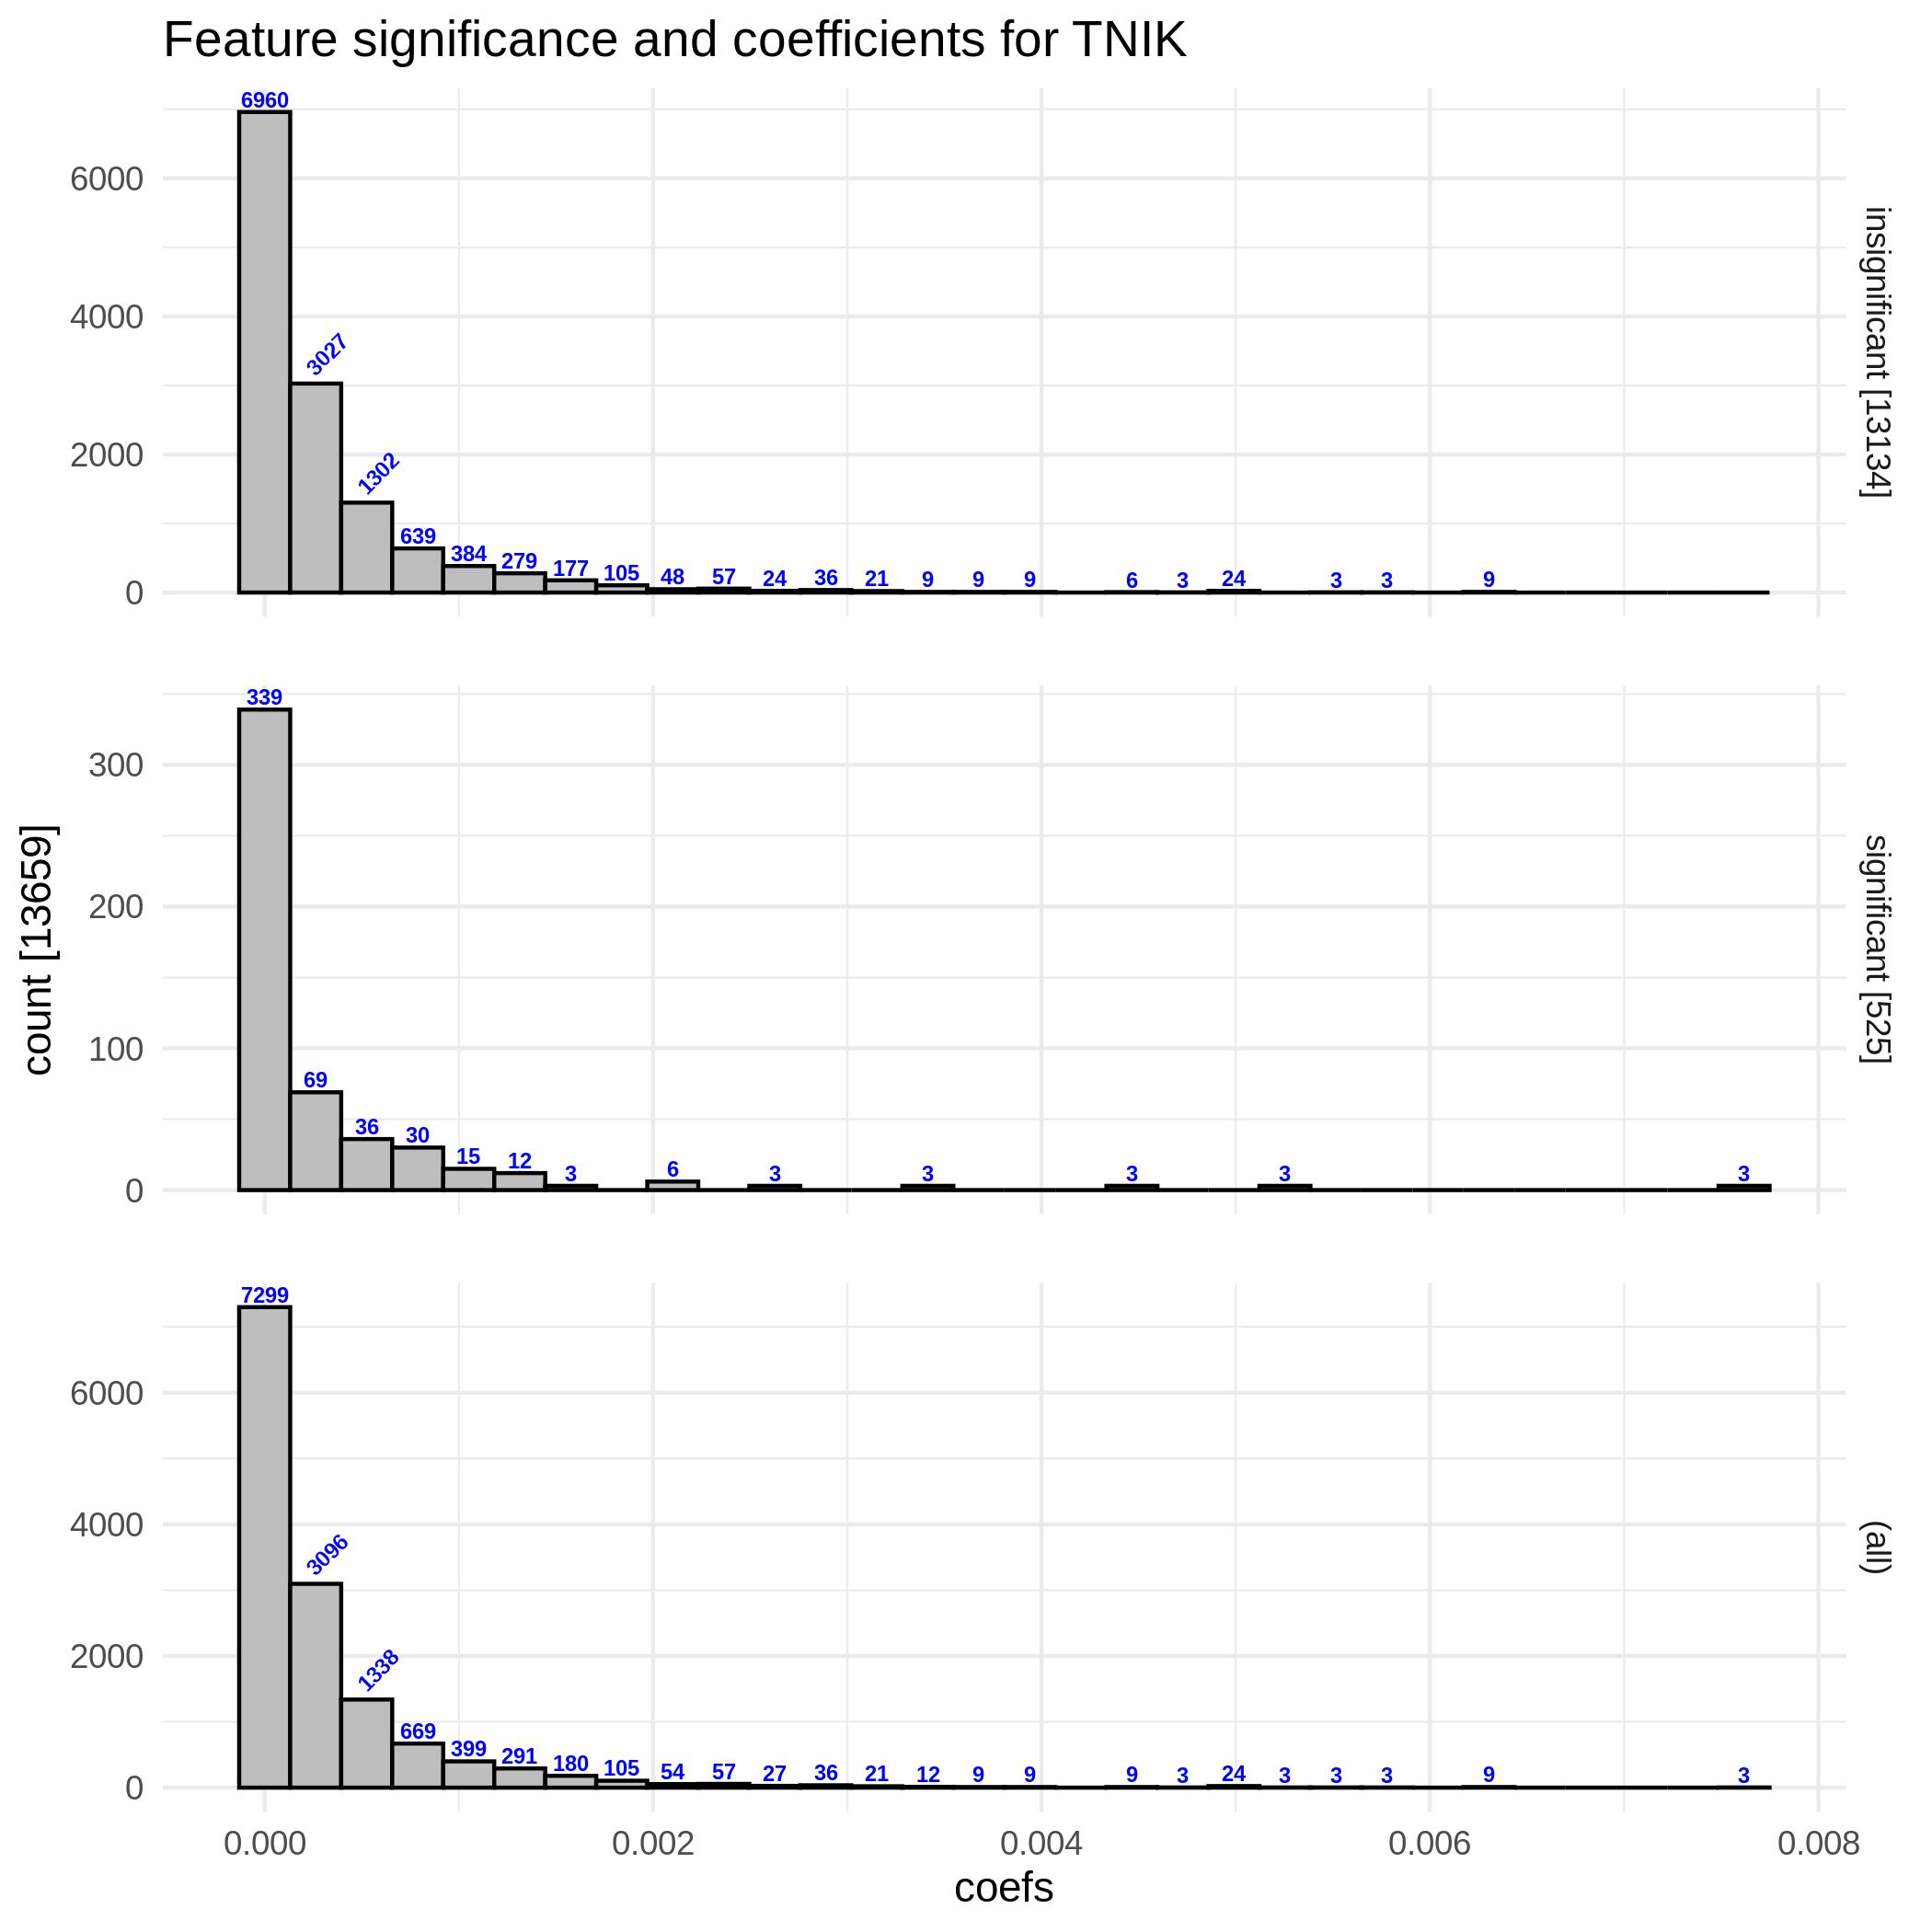 Feature significance and coefficients for TNIK
6960
3027
1302
639 384 279 177 105 48 57 24 36 21 9 9 9 6 3 24 3 3 9
6000
4000
2000
0
insignificant [13134]
339
69
36 30 15 12 3 6 3 3 3 3 3
300
200
100
0
significant [525]
count [13659]
7299
3096
1338
669 399 291 180 105 54 57 27 36 21 12 9 9 9 3 24 3 3 3 9 3
6000
4000
2000
0
(all)
0.000 0.002 0.004 0.006 0.008
coefs